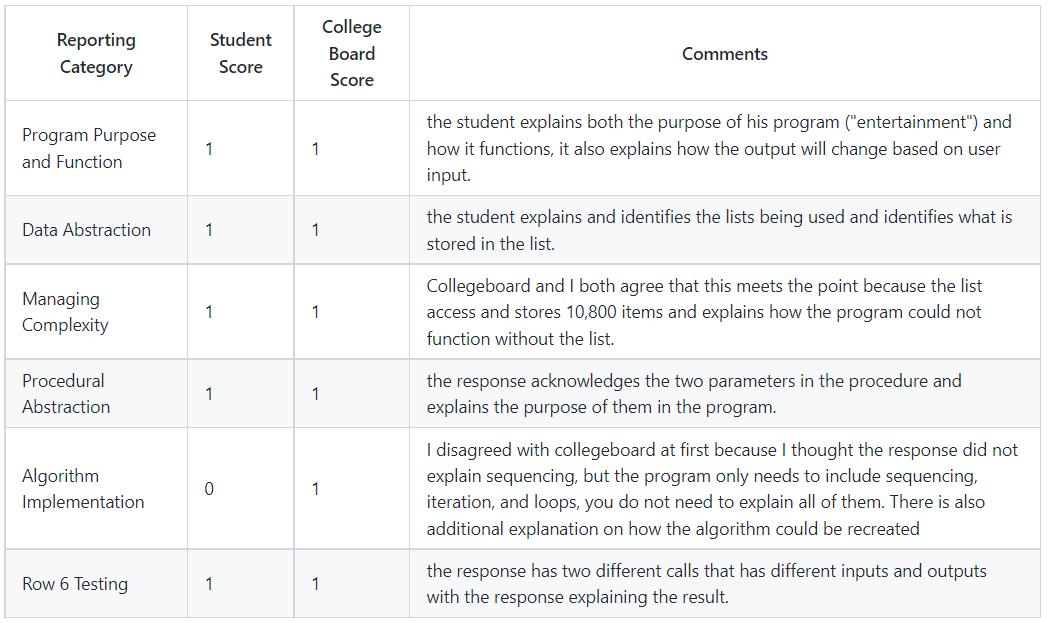 Reporting Category
Student Score
College Board Score
Comments
Program Purpose and Function
1
1
the student explains both the purpose of his program ("entertainment") and
how it functions, it also explains how the output will change based on user
input.
Data Abstraction
1
1
the student explains and identifies the lists being used and identifies what is
stored in the list.
Managing Complexity
1
1
Collegeboard and I both agree that this meets the point because the list
access and stores 10,800 items and explains how the program could not
function without the list.
Procedural Abstraction
1
1
the response acknowledges the two parameters in the procedure and
explains the purpose of them in the program.
Algorithm Implementation
0
1
I disagreed with collegeboard at first because I thought the response did not
explain sequencing, but the program only needs to include sequencing,
iteration, and loops, you do not need to explain all of them. There is also
additional explanation on how the algorithm could be recreated
Row 6 Testing
1
1
the response has two different calls that has different inputs and outputs
with the response explaining the result.